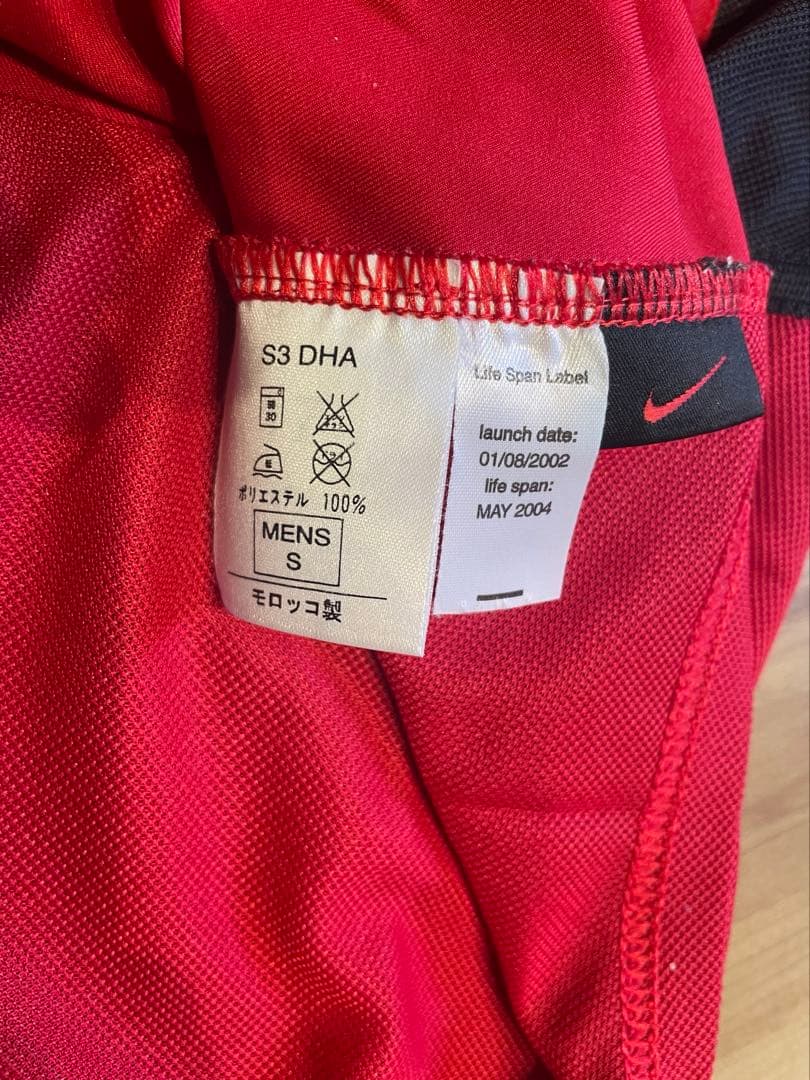 S3 DHA
30
ポリエステル 100%
MENS
S
モロッコ製
Life Span Label
launch date:
01/08/2002
life span:
MAY 2004